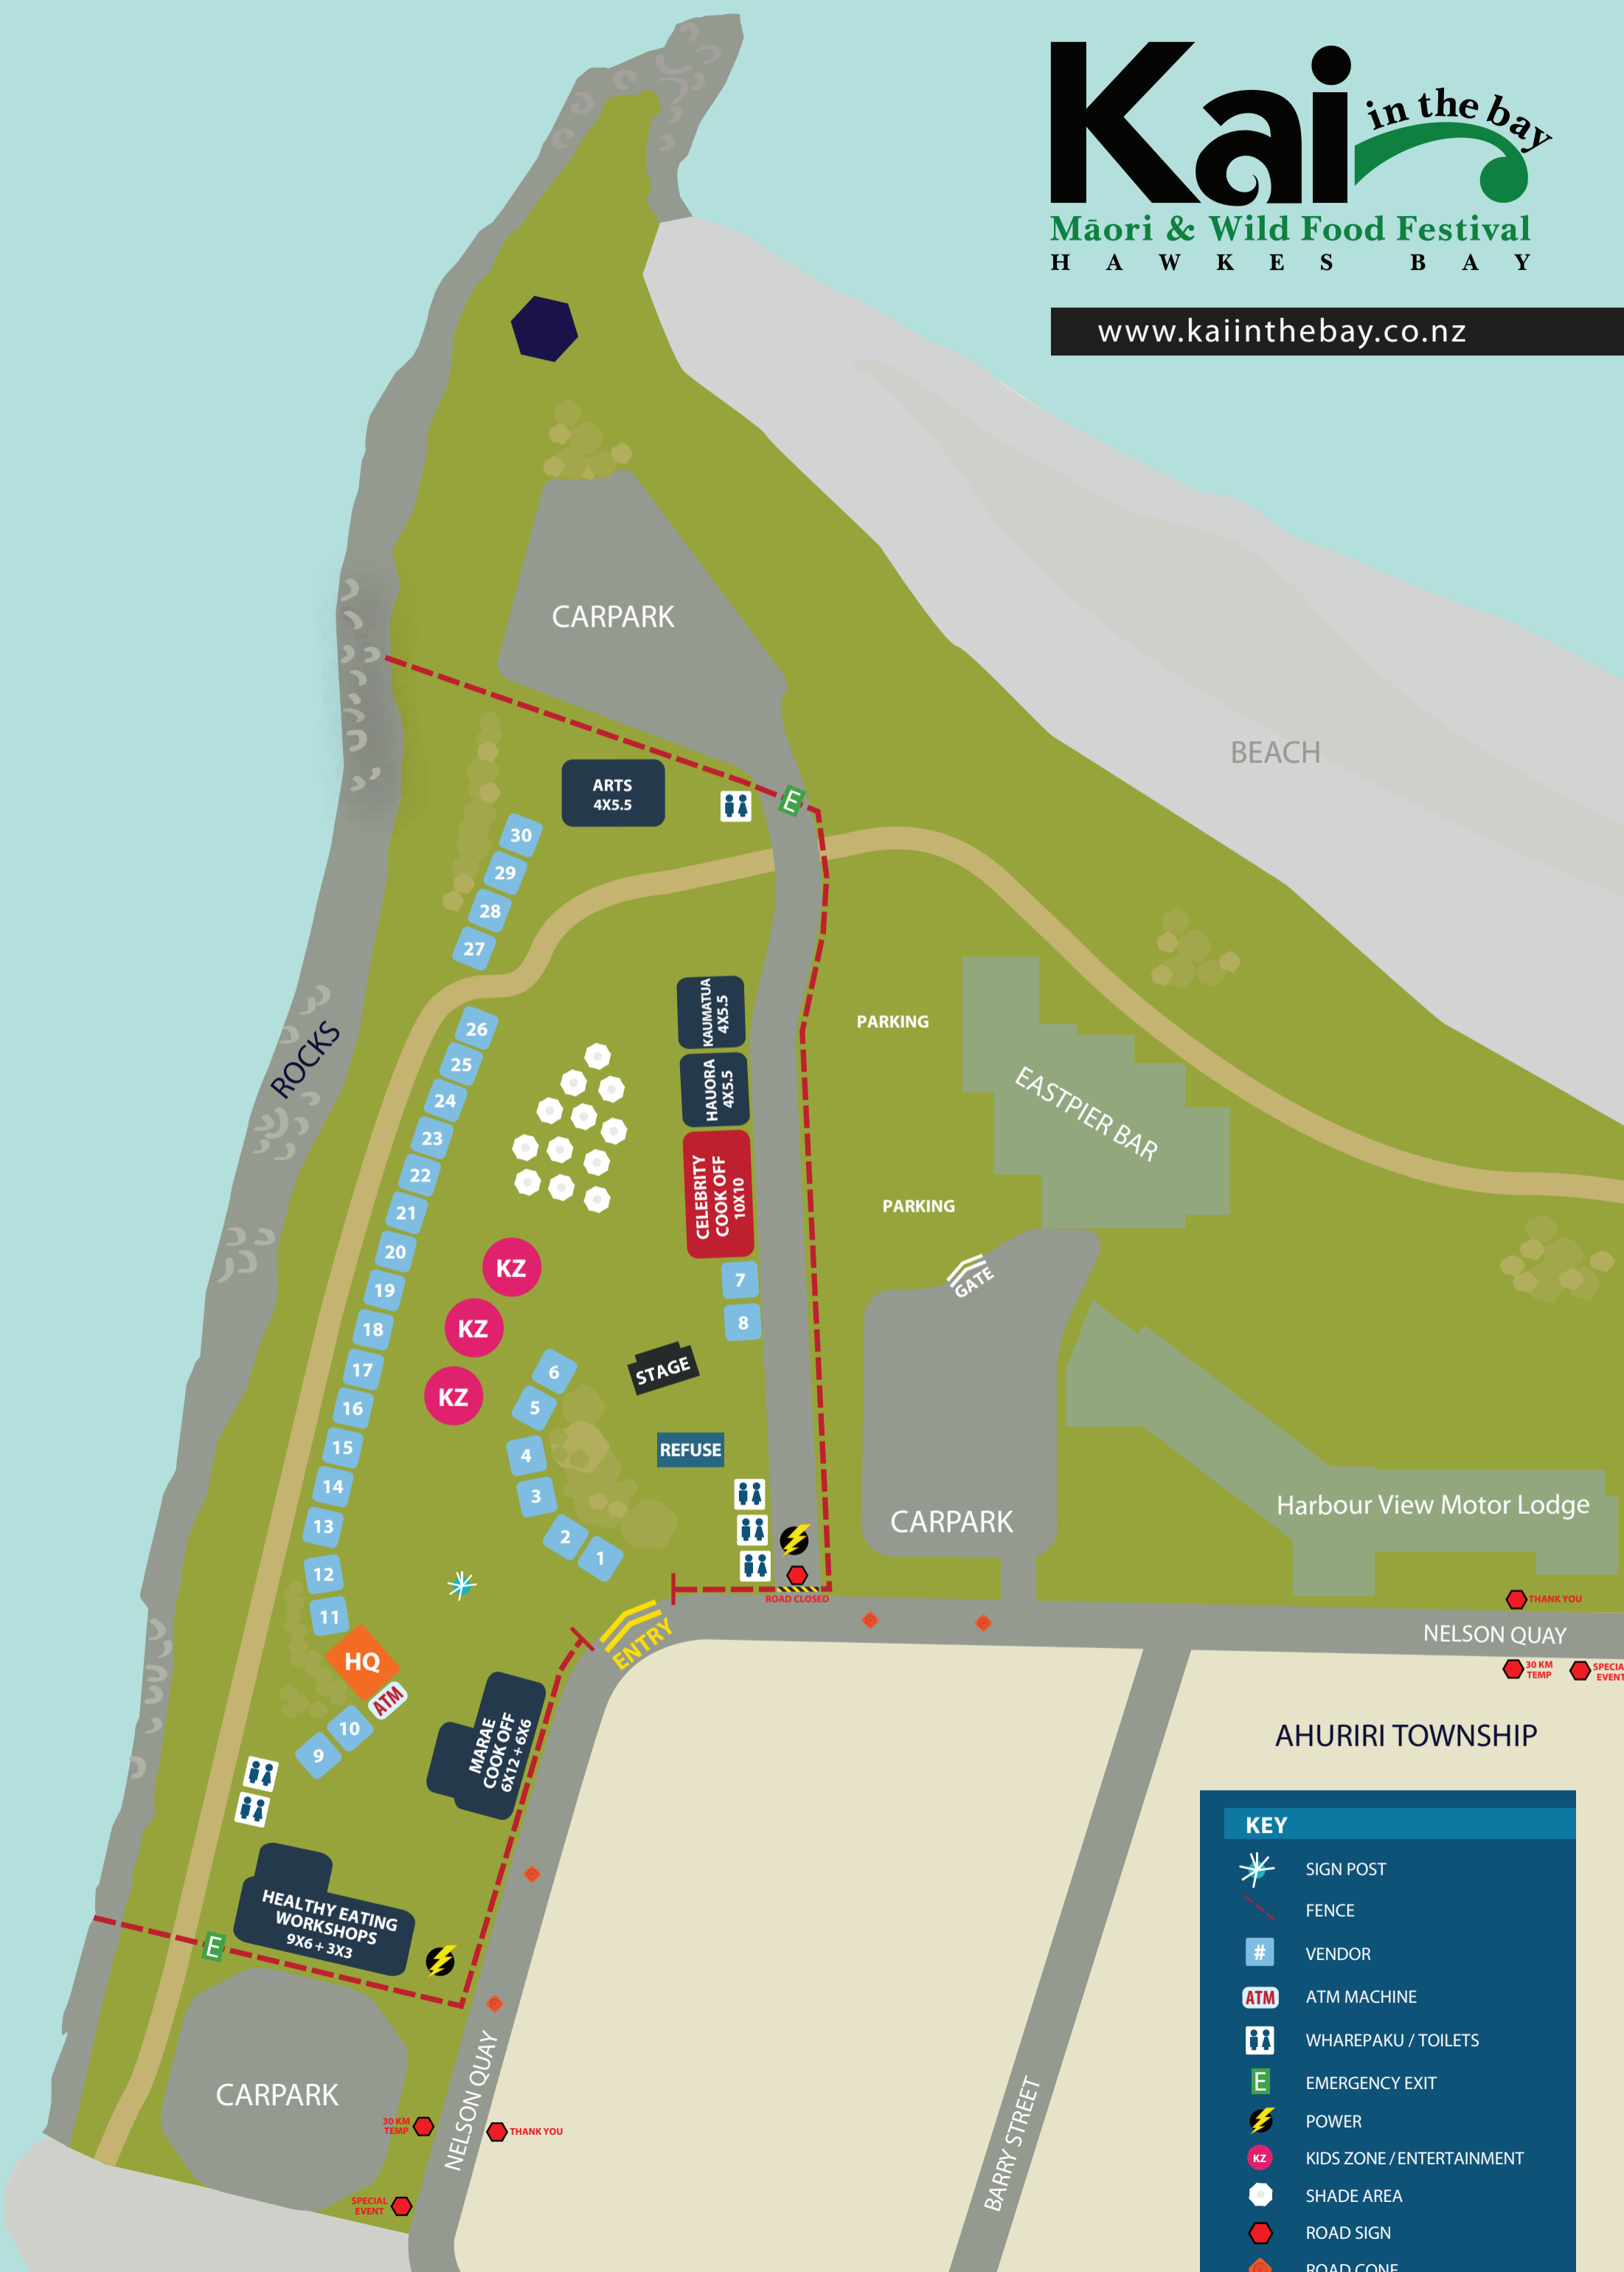 Kai in the bay
Māori & Wild Food Festival
HAWKES BAY
www.kaiinthebay.co.nz
CARPARK
BEACH
ARTS
4X5.5
E
30
29
28
27
ROCKS
KAUMATUA
4X5.5
PARKING
26
25
24
23
22
21
20
19
18
17
16
15
14
13
12
11
HAUORA
4X5.5
EASTPIER BAR
CELEBRITY
COOK OFF
10X10
PARKING
KZ
KZ
KZ
7
8
GATE
STAGE
6
5
4
3
2
1
REFUSE
CARPARK
Harbour View Motor Lodge
ROAD CLOSED
THANK YOU
ENTRY
NELSON QUAY
30 KM
TEMP
SPECIA
EVENT
HQ
ATM
10
9
MARAE
COOK OFF
6X12 + 6X6
AHURIRI TOWNSHIP
HEALTHY EATING
WORKSHOPS
9X6 + 3X3
E
CARPARK
NELSON QUAY
30 KM
TEMP
THANK YOU
SPECIAL
EVENT
BARRY STREET
KEY
SIGN POST
FENCE
# VENDOR
ATM ATM MACHINE
WHAREPAKU / TOILETS
E EMERGENCY EXIT
POWER
KZ KIDS ZONE / ENTERTAINMENT
SHADE AREA
ROAD SIGN
ROAD CONE